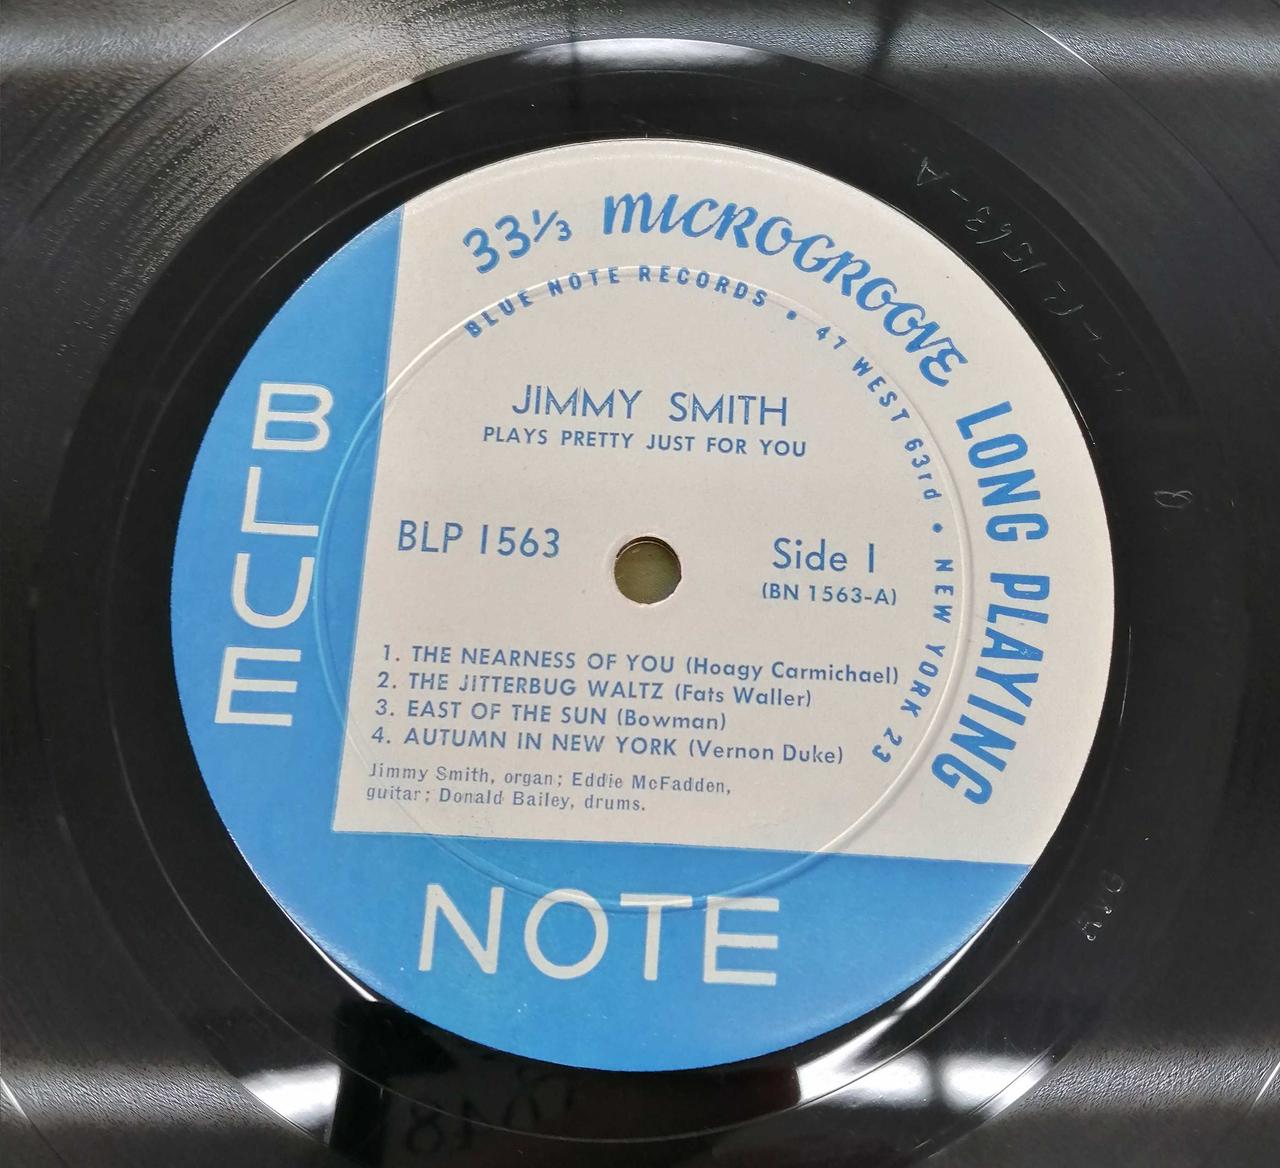 33⅓ MICROGROOVE LONG PLAYING
BLUE NOTE RECORDS • 47 WEST 63rd • NEW YORK 23
JIMMY SMITH
PLAYS PRETTY JUST FOR YOU
BLP 1563
Side 1
(BN 1563-A)
1. THE NEARNESS OF YOU (Hoagy Carmichael)
2. THE JITTERBUG WALTZ (Fats Waller)
3. EAST OF THE SUN (Bowman)
4. AUTUMN IN NEW YORK (Vernon Duke)
Jimmy Smith, organ; Eddie McFadden,
guitar; Donald Bailey, drums.
BLUE
NOTE